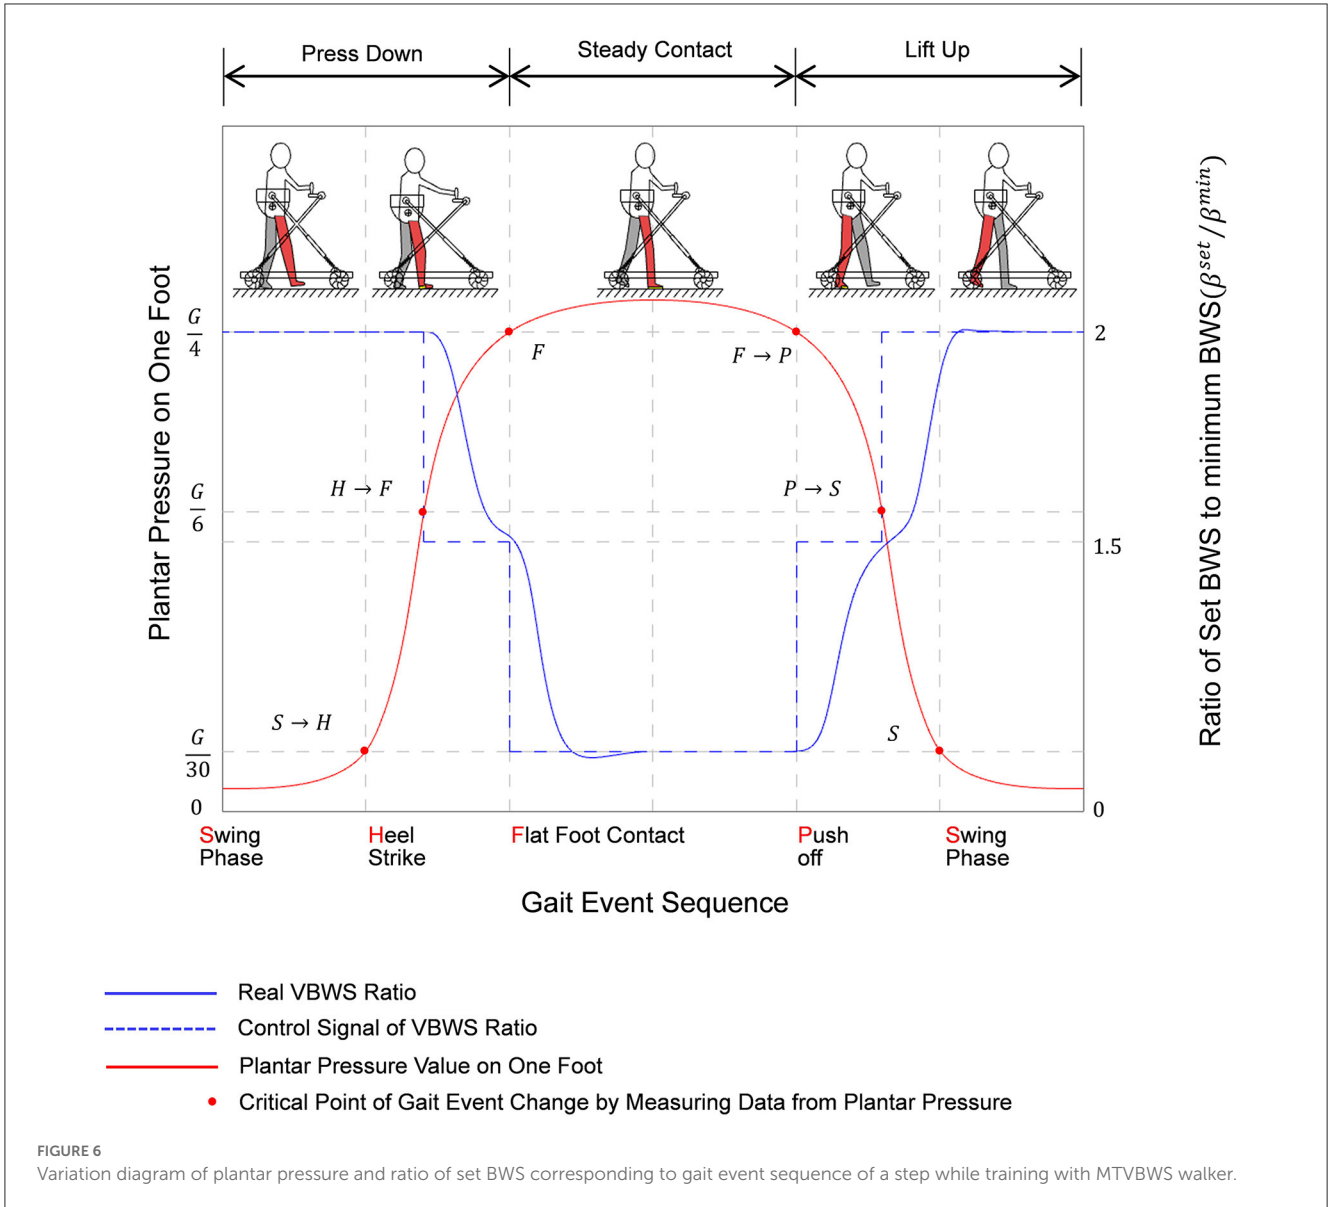 Press Down
Steady Contact
Lift Up
Plantar Pressure on One Foot
Ratio of Set BWS to minimum BWS(β^set/β^min)
G/4
F
F → P
2
H → F
P → S
G/6
1.5
S → H
S
G/30
0
0
Swing
Phase
Heel
Strike
Flat Foot Contact
Push
off
Swing
Phase
Gait Event Sequence
Real VBWS Ratio
Control Signal of VBWS Ratio
Plantar Pressure Value on One Foot
Critical Point of Gait Event Change by Measuring Data from Plantar Pressure
FIGURE 6
Variation diagram of plantar pressure and ratio of set BWS corresponding to gait event sequence of a step while training with MTVBWS walker.